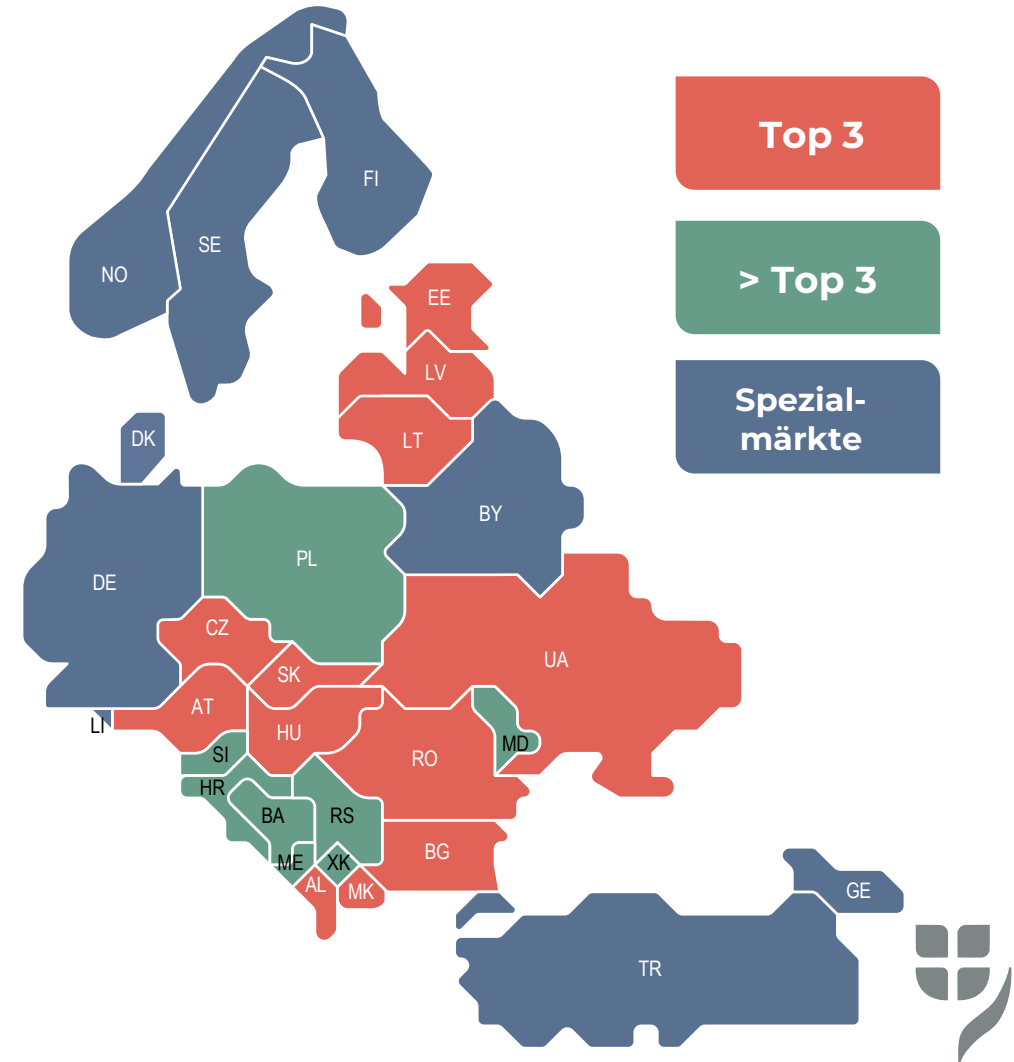 Top 3
> Top 3
Spezial-
märkte
FI
SE
NO
EE
LV
LT
DK
BY
PL
DE
CZ
UA
SK
AT
LI
HU
SI
MD
RO
HR
BA
RS
BG
ME
XK
AL
MK
GE
TR